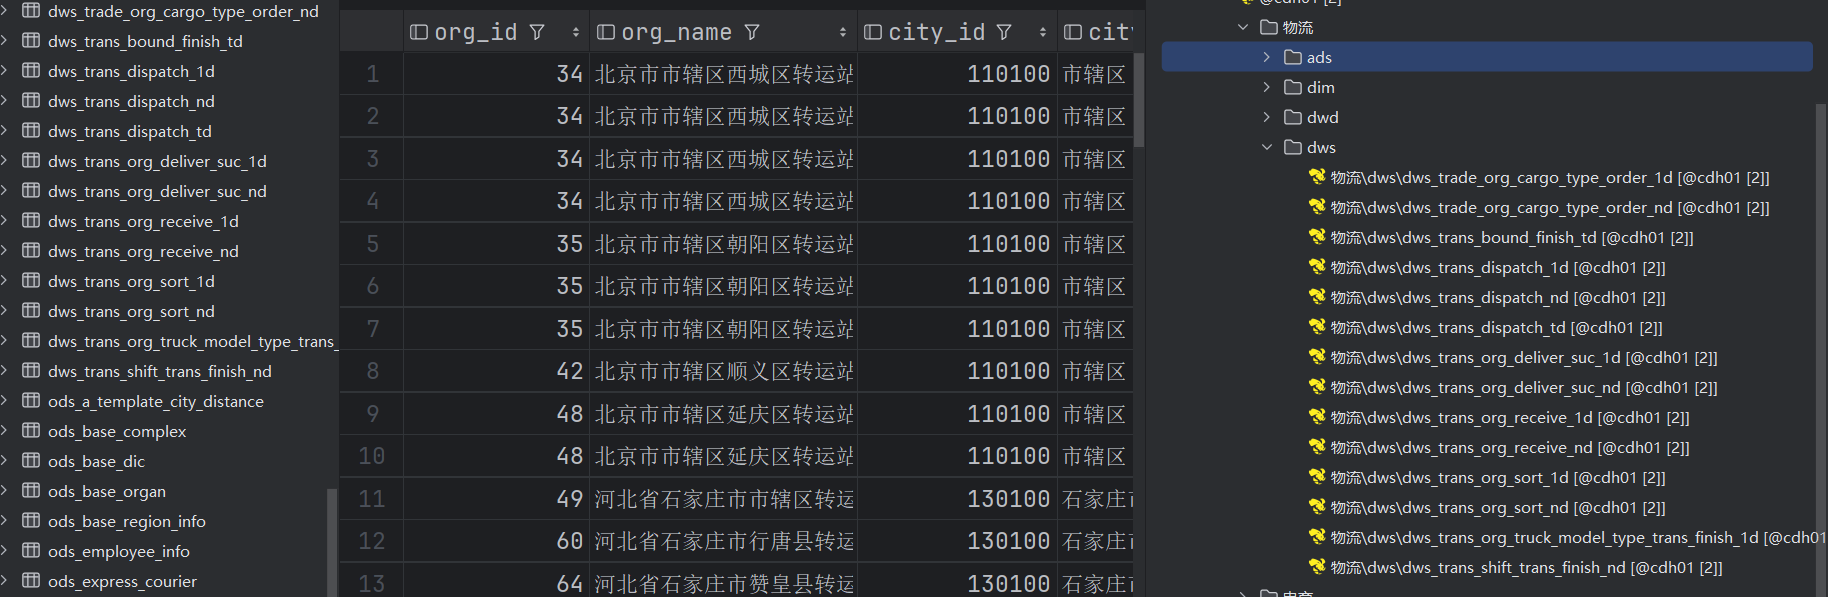 dws_trade_org_cargo_type_order_nd
dws_trans_bound_finish_td
dws_trans_dispatch_1d
dws_trans_dispatch_nd
dws_trans_dispatch_td
dws_trans_org_deliver_suc_1d
dws_trans_org_deliver_suc_nd
dws_trans_org_receive_1d
dws_trans_org_receive_nd
dws_trans_org_sort_1d
dws_trans_org_sort_nd
dws_trans_org_truck_model_type_trans_
dws_trans_shift_trans_finish_nd
ods_a_template_city_distance
ods_base_complex
ods_base_dic
ods_base_organ
ods_base_region_info
ods_employee_info
ods_express_courier
org_id org_name city_id city
1 34 北京市市辖区西城区转运站 110100 市辖区
2 34 北京市市辖区西城区转运站 110100 市辖区
3 34 北京市市辖区西城区转运站 110100 市辖区
4 34 北京市市辖区西城区转运站 110100 市辖区
5 35 北京市市辖区朝阳区转运站 110100 市辖区
6 35 北京市市辖区朝阳区转运站 110100 市辖区
7 35 北京市市辖区朝阳区转运站 110100 市辖区
8 42 北京市市辖区顺义区转运站 110100 市辖区
9 48 北京市市辖区延庆区转运站 110100 市辖区
10 48 北京市市辖区延庆区转运站 110100 市辖区
11 49 河北省石家庄市市辖区转运 130100 石家庄市
12 60 河北省石家庄市行唐县转运 130100 石家庄市
13 64 河北省石家庄市赞皇县转运 130100 石家庄市
@cdh01 [2]
物流
ads
dim
dwd
dws
物流\dws\dws_trade_org_cargo_type_order_1d [@cdh01 [2]]
物流\dws\dws_trade_org_cargo_type_order_nd [@cdh01 [2]]
物流\dws\dws_trans_bound_finish_td [@cdh01 [2]]
物流\dws\dws_trans_dispatch_1d [@cdh01 [2]]
物流\dws\dws_trans_dispatch_nd [@cdh01 [2]]
物流\dws\dws_trans_dispatch_td [@cdh01 [2]]
物流\dws\dws_trans_org_deliver_suc_1d [@cdh01 [2]]
物流\dws\dws_trans_org_deliver_suc_nd [@cdh01 [2]]
物流\dws\dws_trans_org_receive_1d [@cdh01 [2]]
物流\dws\dws_trans_org_receive_nd [@cdh01 [2]]
物流\dws\dws_trans_org_sort_1d [@cdh01 [2]]
物流\dws\dws_trans_org_sort_nd [@cdh01 [2]]
物流\dws\dws_trans_org_truck_model_type_trans_finish_1d [@cdh01
物流\dws\dws_trans_shift_trans_finish_nd [@cdh01 [2]]